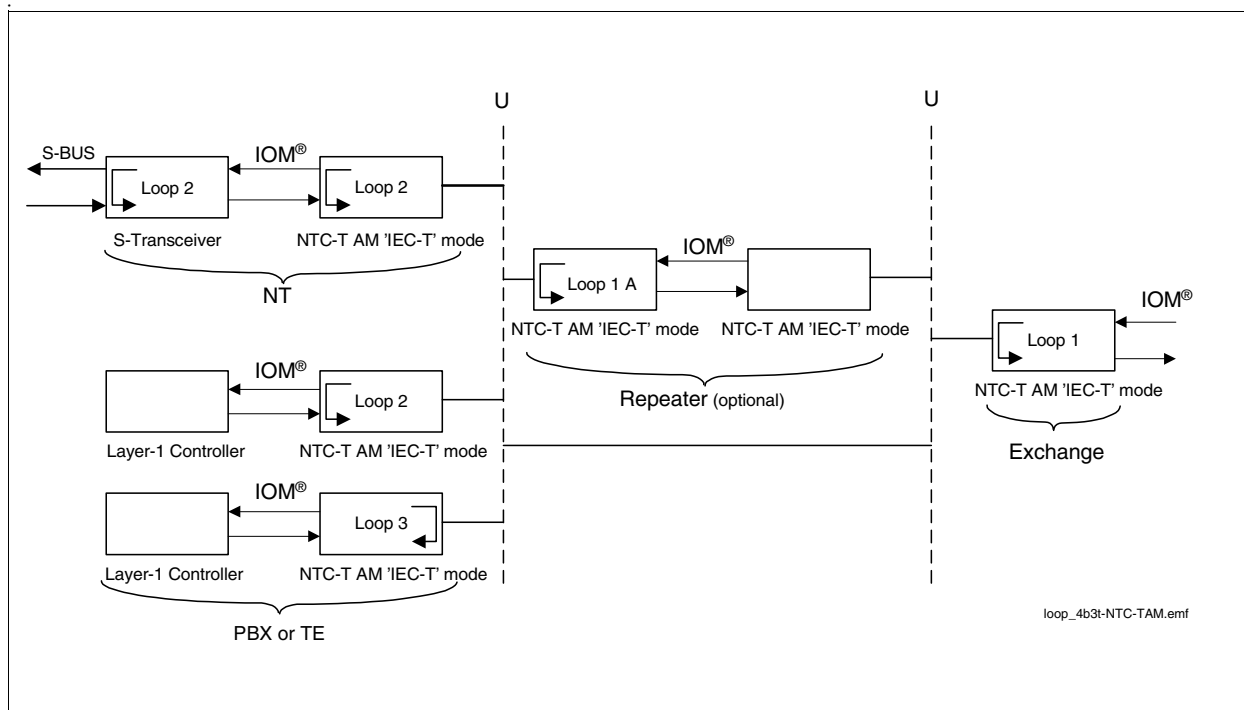 U
U
S-BUS
IOM®
Loop 2
Loop 2
S-Transceiver
NTC-T AM 'IEC-T' mode
NT
IOM®
Loop 1 A
NTC-T AM 'IEC-T' mode
NTC-T AM 'IEC-T' mode
Repeater (optional)
IOM®
Loop 1
NTC-T AM 'IEC-T' mode
Exchange
IOM®
Loop 2
Layer-1 Controller
NTC-T AM 'IEC-T' mode
IOM®
Loop 3
Layer-1 Controller
NTC-T AM 'IEC-T' mode
PBX or TE
loop_4b3t-NTC-TAM.emf